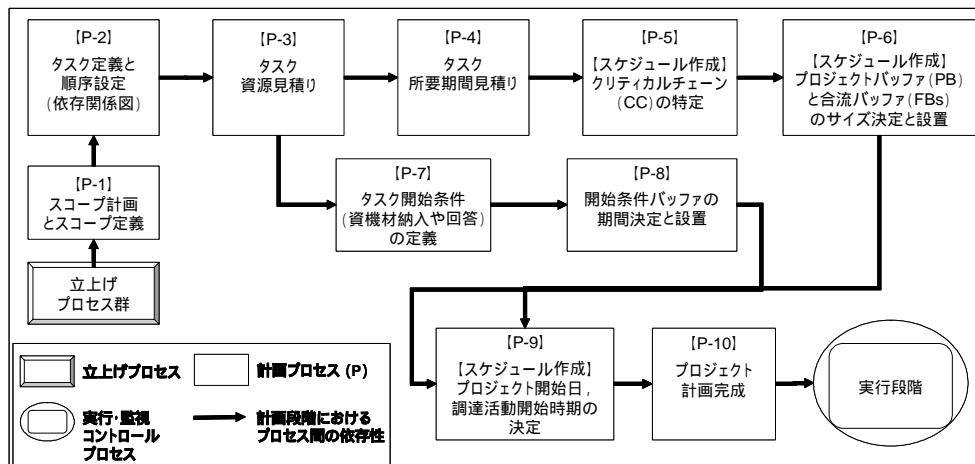 【P-2】
タスク定義と
順序設定
(依存関係図)
【P-3】
タスク
資源見積り
【P-4】
タスク
所要期間見積り
【P-5】
【スケジュール作成】
クリティカルチェーン
(CC)の特定
【P-6】
【スケジュール作成】
プロジェクトバッファ(PB)
と合流バッファ(FBs)
のサイズ決定と設置
【P-1】
スコープ計画
とスコープ定義
立上げ
プロセス群
【P-7】
タスク開始条件
(資機材納入や回答)
の定義
【P-8】
開始条件バッファの
期間決定と設置
【P-9】
【スケジュール作成】
プロジェクト開始日,
調達活動開始時期の
決定
【P-10】
プロジェクト
計画完成
実行段階
立上げプロセス
計画プロセス(P)
実行・監視
コントロール
プロセス
計画段階における
プロセス間の依存性